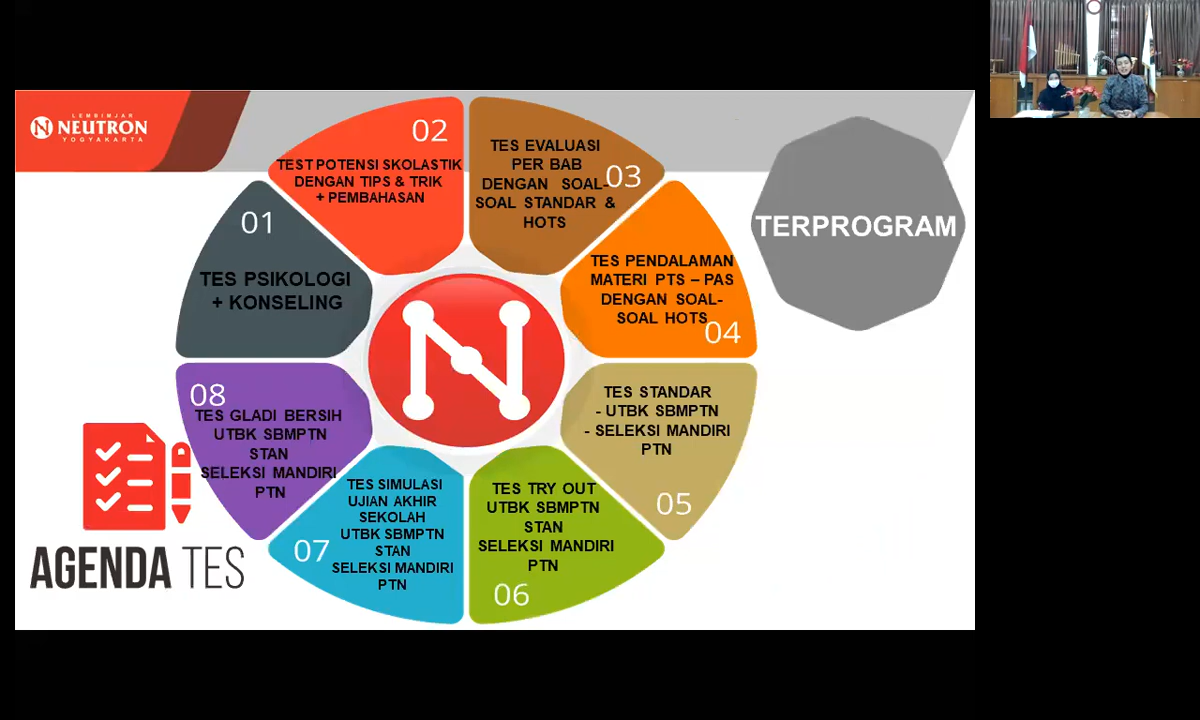 LEMBIMJAR
NEUTRON
YOGYAKARTA
01
TES PSIKOLOGI
+ KONSELING
02
TEST POTENSI SKOLASTIK
DENGAN TIPS & TRIK
+ PEMBAHASAN
TES EVALUASI
PER BAB
DENGAN SOAL-
03
SOAL STANDAR &
HOTS
TES PENDALAMAN
MATERI PTS – PAS
DENGAN SOAL-
SOAL HOTS
04
TES STANDAR
- UTBK SBMPTN
- SELEKSI MANDIRI
PTN
05
TES TRY OUT
UTBK SBMPTN
STAN
SELEKSI MANDIRI
PTN
06
TES SIMULASI
UJIAN AKHIR
SEKOLAH
UTBK SBMPTN
STAN
SELEKSI MANDIRI
PTN
07
08
TES GLADI BERSIH
UTBK SBMPTN
STAN
SELEKSI MANDIRI
PTN
N
TERPROGRAM
AGENDA TES